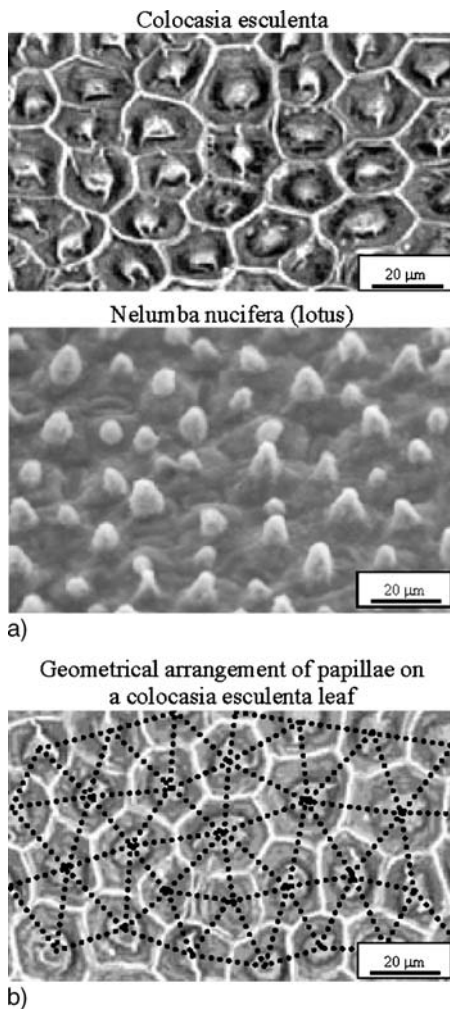 Colocasia esculenta
20 µm
Nelumba nucifera (lotus)
20 µm
a)
Geometrical arrangement of papillae on
a colocasia esculenta leaf
20 µm
b)